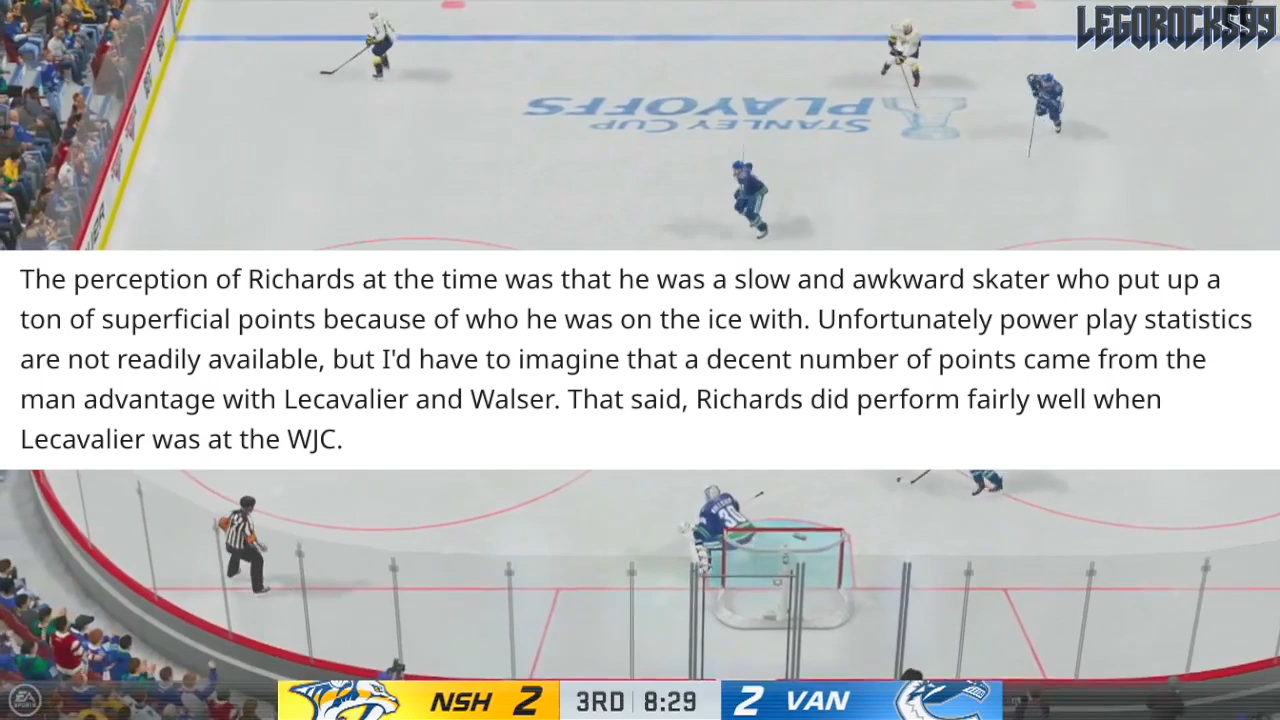 LEGOROCKS99
STANLEY CUP
PLAYOFFS
The perception of Richards at the time was that he was a slow and awkward skater who put up a
ton of superficial points because of who he was on the ice with. Unfortunately power play statistics
are not readily available, but I'd have to imagine that a decent number of points came from the
man advantage with Lecavalier and Walser. That said, Richards did perform fairly well when
Lecavalier was at the WJC.
30
EA
SPORTS
NSH 2 3RD 8:29 2 VAN